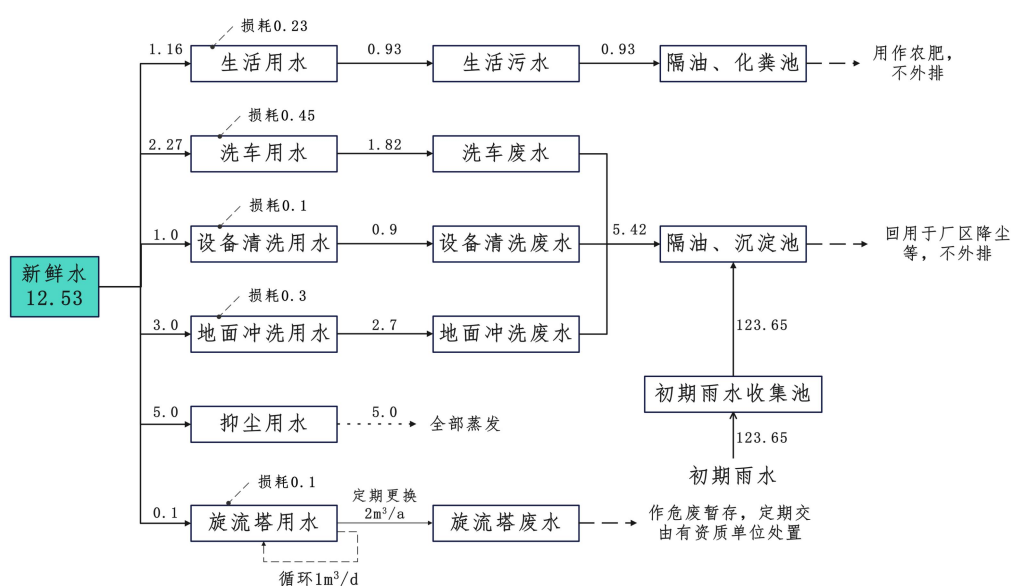 损耗0.23
1.16
生活用水
0.93
生活污水
0.93
隔油、化粪池
用作农肥，
不外排
损耗0.45
2.27
洗车用水
1.82
洗车废水
损耗0.1
1.0
设备清洗用水
0.9
设备清洗废水
5.42
隔油、沉淀池
回用于厂区降尘
等，不外排
新鲜水
12.53
损耗0.3
3.0
地面冲洗用水
2.7
地面冲洗废水
123.65
初期雨水收集池
123.65
初期雨水
5.0
抑尘用水
5.0
全部蒸发
损耗0.1
0.1
旋流塔用水
定期更换
2m³/a
旋流塔废水
作危废暂存，定期交
由有资质单位处置
循环1m³/d